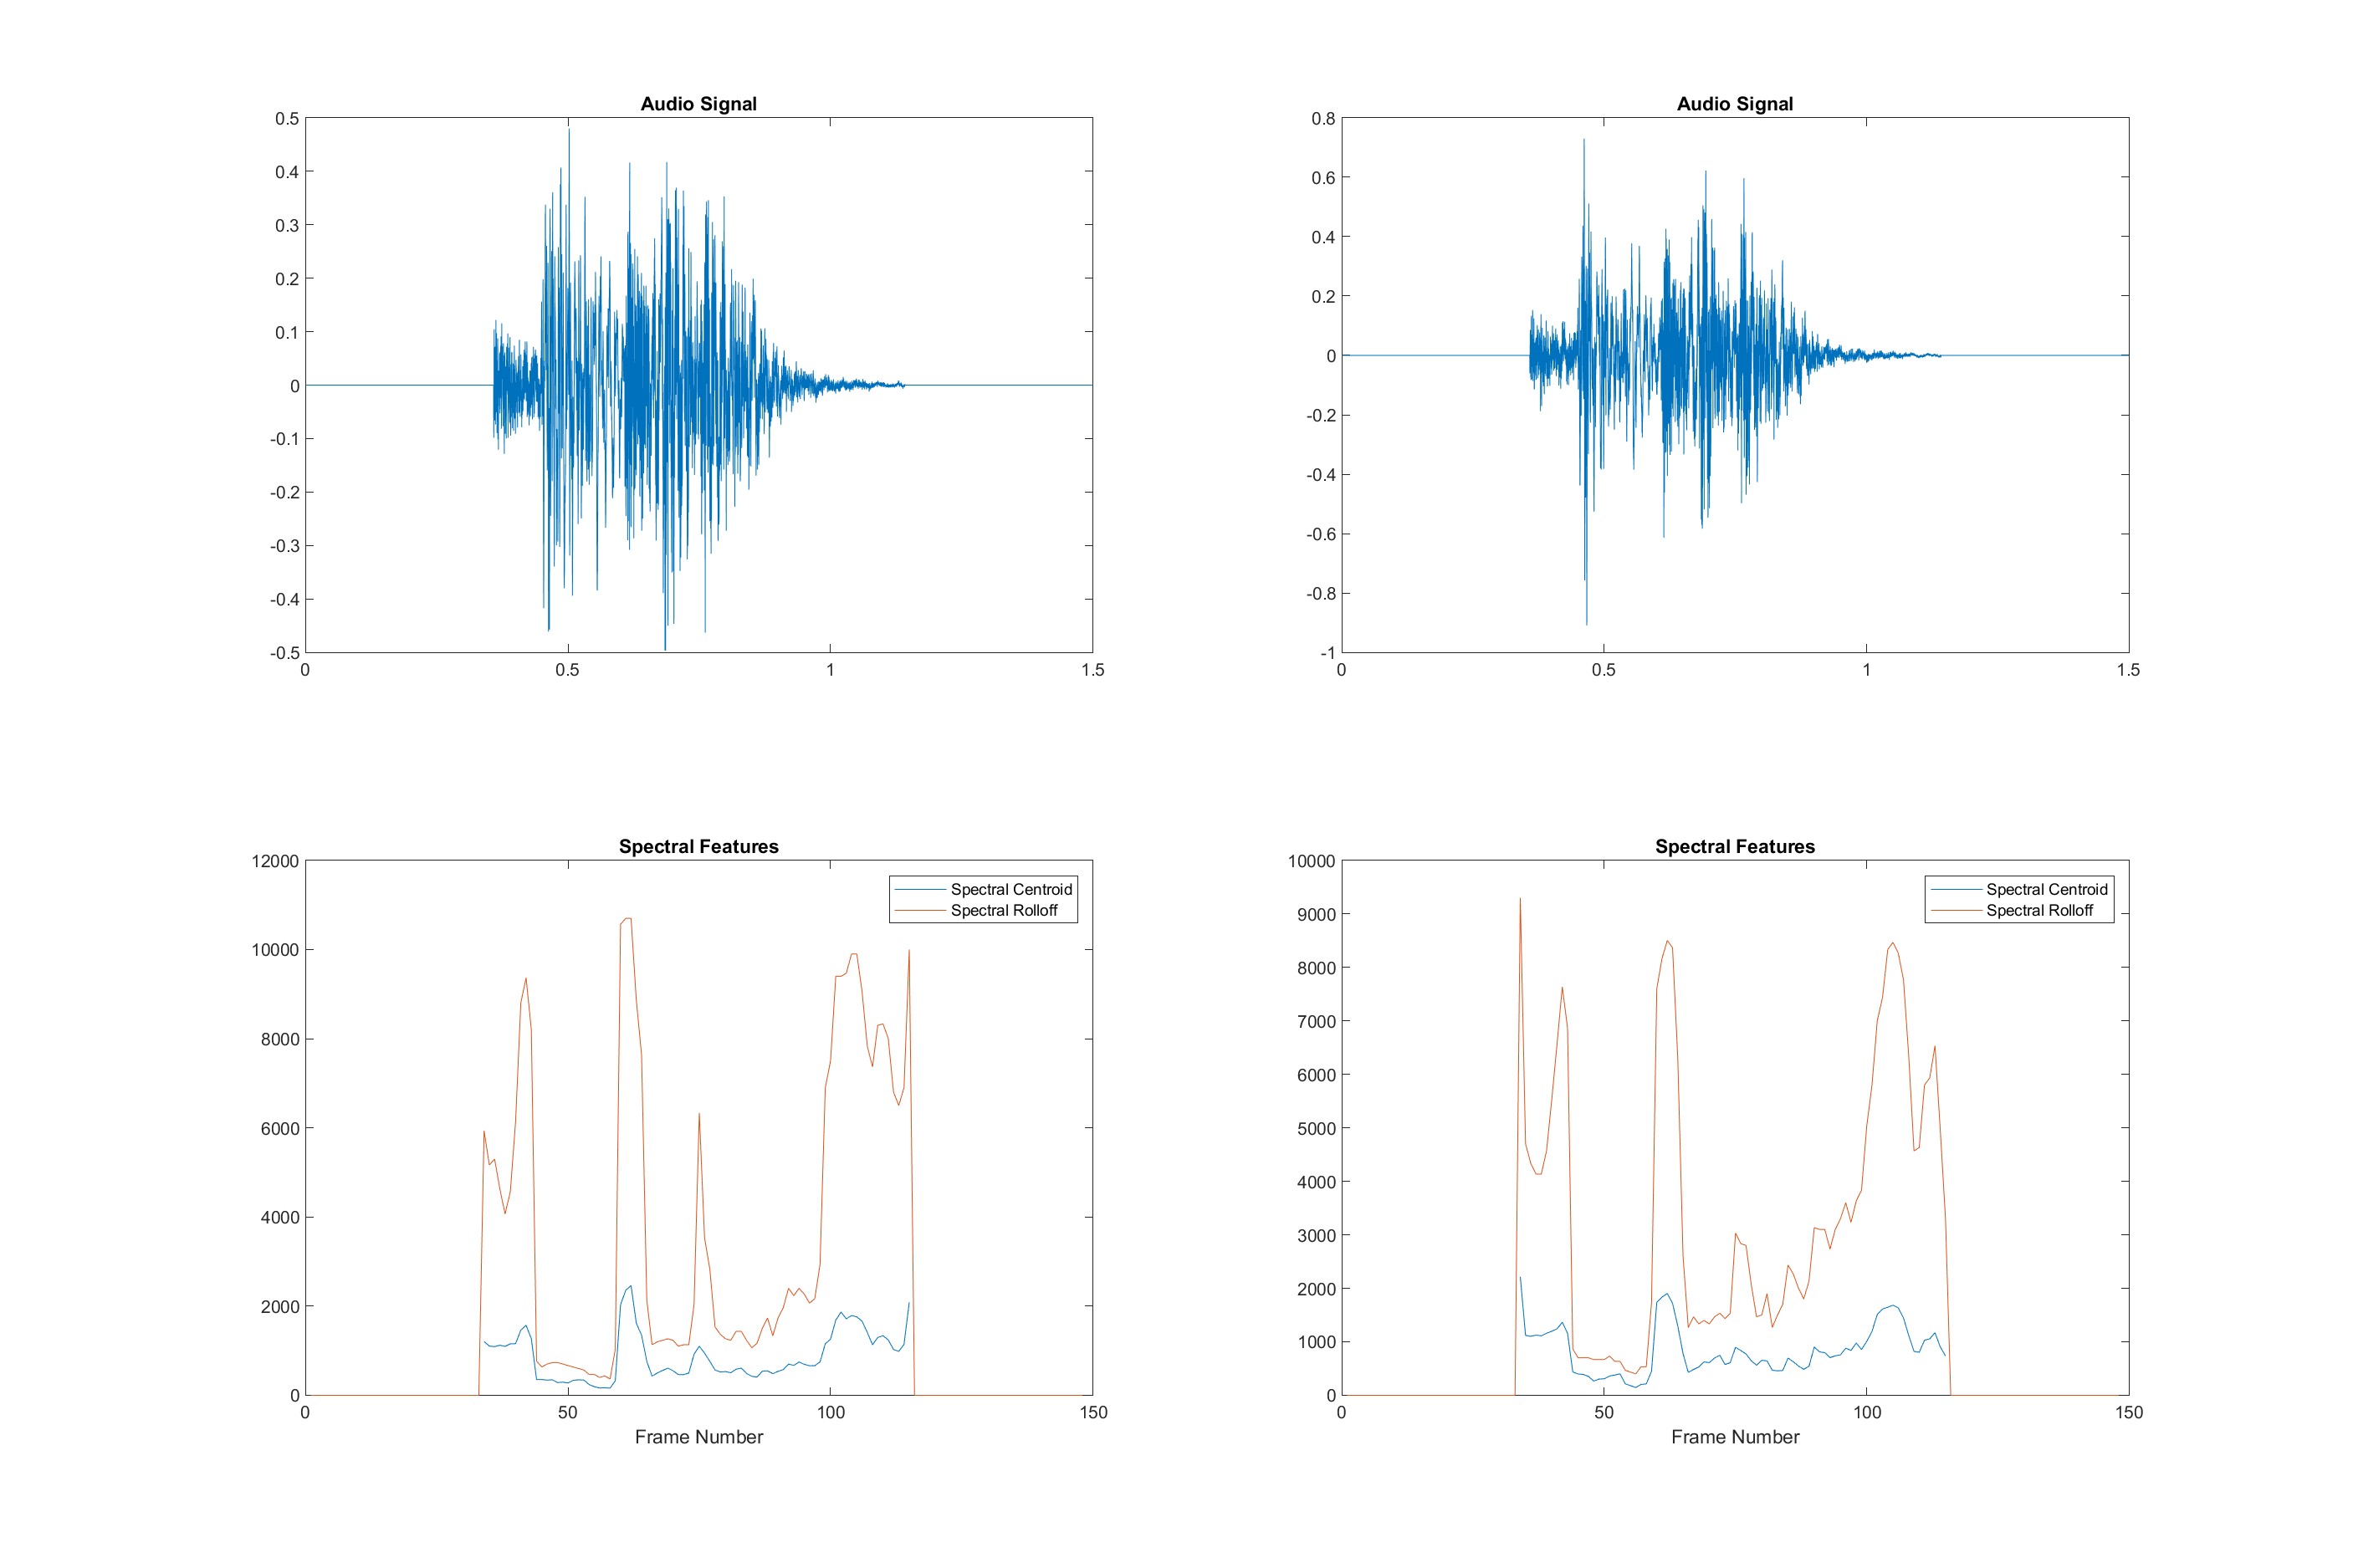 Audio Signal
0.5
0.4
0.3
0.2
0.1
0
-0.1
-0.2
-0.3
-0.4
-0.5
0 0.5 1 1.5
Audio Signal
0.8
0.6
0.4
0.2
0
-0.2
-0.4
-0.6
-0.8
-1
0 0.5 1 1.5
Spectral Features
12000
10000
8000
6000
4000
2000
0
Spectral Centroid
Spectral Rolloff
0 50 100 150
Frame Number
Spectral Features
10000
9000
8000
7000
6000
5000
4000
3000
2000
1000
0
Spectral Centroid
Spectral Rolloff
0 50 100 150
Frame Number